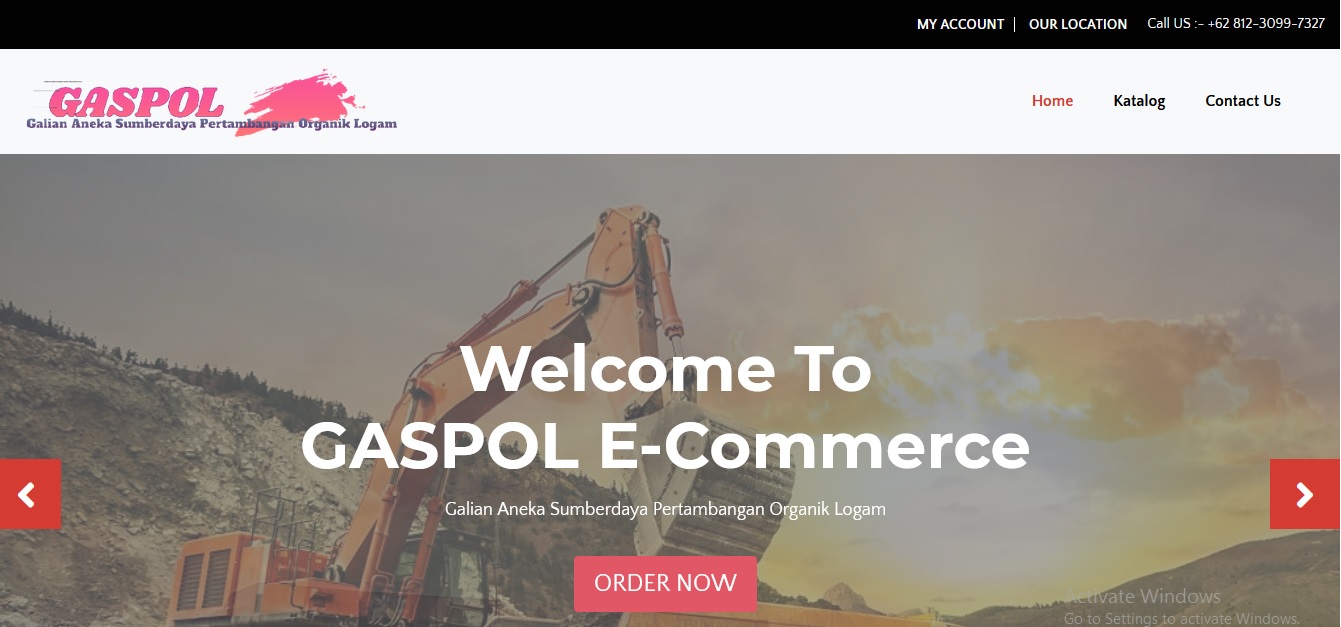 MY ACCOUNT | OUR LOCATION Call US :- +62 812-3099-7327
GASPOL
Galian Aneka Sumberdaya Pertambangan Organik Logam
Home Katalog Contact Us
Welcome To
GASPOL E-Commerce
Galian Aneka Sumberdaya Pertambangan Organik Logam
ORDER NOW
Activate Windows
Go to Settings to activate Windows.